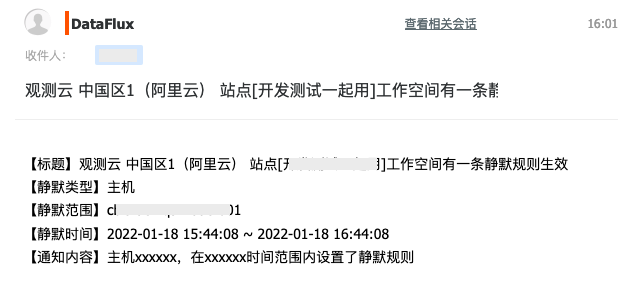 DataFlux
查看相关会话
16:01
收件人：
观测云 中国区1（阿里云） 站点[开发测试一起用]工作空间有一条
【标题】观测云 中国区1（阿里云） 站点[ ]工作空间有一条静默规则生效
【静默类型】主机
【静默范围】 01
【静默时间】2022-01-18 15:44:08 ~ 2022-01-18 16:44:08
【通知内容】主机xxxxxx，在xxxxxx时间范围内设置了静默规则